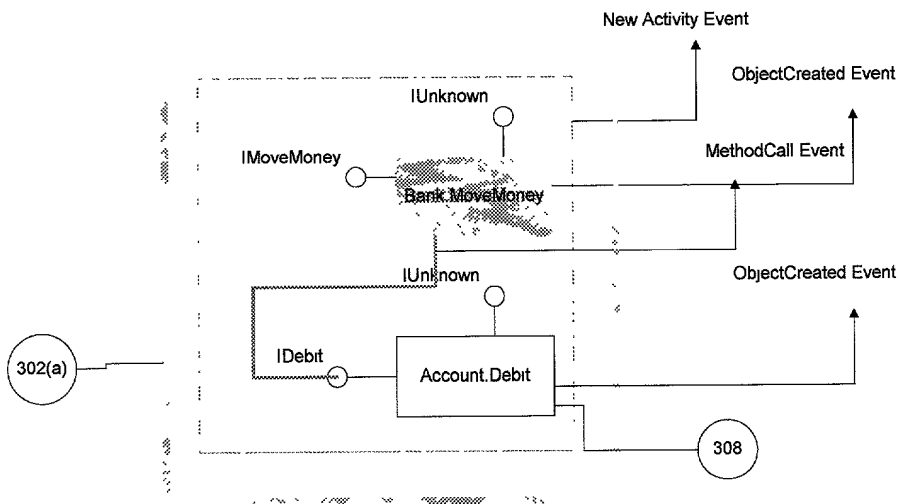 New Activity Event
ObjectCreated Event
IUnknown
MethodCall Event
IMoveMoney
Bank.MoveMoney
IUnknown
ObjectCreated Event
IDebit
302(a)
Account.Debit
308